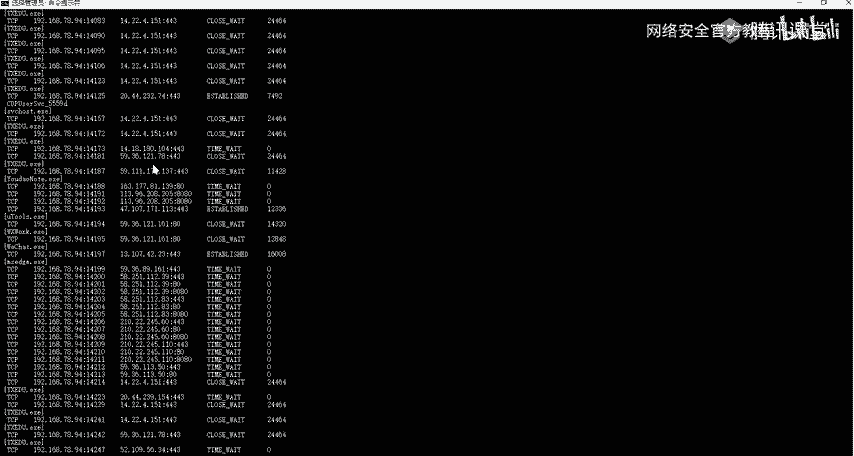 选择管理员: 命令提示符
网络安全官方教 腾讯课堂
[TXEDU.exe]
TCP 192.168.78.94:14083 14.22.4.151:443 CLOSE_WAIT 24464
[TXEDU.exe]
TCP 192.168.78.94:14090 14.22.4.151:443 CLOSE_WAIT 24464
[TXEDU.exe]
TCP 192.168.78.94:14095 14.22.4.151:443 CLOSE_WAIT 24464
[TXEDU.exe]
TCP 192.168.78.94:14106 14.22.4.151:443 CLOSE_WAIT 24464
[TXEDU.exe]
TCP 192.168.78.94:14123 14.22.4.151:443 CLOSE_WAIT 24464
[TXEDU.exe]
TCP 192.168.78.94:14125 20.44.232.74:443 ESTABLISHED 7492
CDPUserSvc_5559d
[svchost.exe]
TCP 192.168.78.94:14157 14.22.4.151:443 CLOSE_WAIT 24464
[TXEDU.exe]
TCP 192.168.78.94:14172 14.22.4.151:443 CLOSE_WAIT 24464
[TXEDU.exe]
TCP 192.168.78.94:14173 14.18.180.104:443 TIME_WAIT 0
TCP 192.168.78.94:14181 59.36.121.78:443 CLOSE_WAIT 24464
[TXEDU.exe]
TCP 192.168.78.94:14187 CLOSE_WAIT 11428
[YoudaoNote.exe]
TCP 192.168.78.94:14188 163.177.81.139:80 TIME_WAIT 0
TCP 192.168.78.94:14191 113.96.208.205:8080 TIME_WAIT 0
TCP 192.168.78.94:14192 113.96.208.205:8080 TIME_WAIT 0
TCP 192.168.78.94:14193 47.107.171.113:443 ESTABLISHED 12336
[uTools.exe]
TCP 192.168.78.94:14194 59.36.121.161:80 CLOSE_WAIT 14320
[WXWork.exe]
TCP 192.168.78.94:14195 59.36.121.161:80 CLOSE_WAIT 12848
[WeChat.exe]
TCP 192.168.78.94:14197 13.107.42.23:443 ESTABLISHED 16008
[msedge.exe]
TCP 192.168.78.94:14199 59.36.89.161:443 TIME_WAIT 0
TCP 192.168.78.94:14200 58.251.112.39:443 TIME_WAIT 0
TCP 192.168.78.94:14201 58.251.112.39:80 TIME_WAIT 0
TCP 192.168.78.94:14202 58.251.112.39:8080 TIME_WAIT 0
TCP 192.168.78.94:14203 58.251.112.83:443 TIME_WAIT 0
TCP 192.168.78.94:14204 58.251.112.83:80 TIME_WAIT 0
TCP 192.168.78.94:14205 58.251.112.83:8080 TIME_WAIT 0
TCP 192.168.78.94:14206 210.22.245.60:443 TIME_WAIT 0
TCP 192.168.78.94:14207 210.22.245.60:80 TIME_WAIT 0
TCP 192.168.78.94:14208 210.22.245.60:8080 TIME_WAIT 0
TCP 192.168.78.94:14209 210.22.245.110:443 TIME_WAIT 0
TCP 192.168.78.94:14210 210.22.245.110:80 TIME_WAIT 0
TCP 192.168.78.94:14211 210.22.245.110:8080 TIME_WAIT 0
TCP 192.168.78.94:14212 59.36.113.50:443 TIME_WAIT 0
TCP 192.168.78.94:14213 59.36.113.50:80 TIME_WAIT 0
TCP 192.168.78.94:14214 14.22.4.151:443 CLOSE_WAIT 24464
[TXEDU.exe]
TCP 192.168.78.94:14223 20.44.239.154:443 TIME_WAIT 0
TCP 192.168.78.94:14229 14.22.4.151:443 CLOSE_WAIT 24464
[TXEDU.exe]
TCP 192.168.78.94:14241 14.22.4.151:443 CLOSE_WAIT 24464
[TXEDU.exe]
TCP 192.168.78.94:14242 59.36.121.78:443 CLOSE_WAIT 24464
[TXEDU.exe]
TCP 192.168.78.94:14247 52.109.56.34:443 TIME_WAIT 0